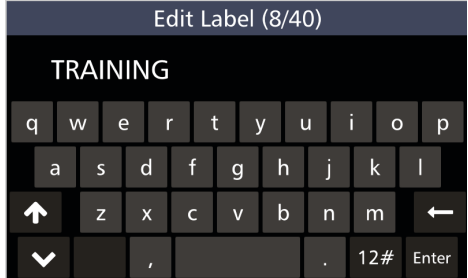 Edit Label (8/40)
TRAINING
q w e r t y u i o p
a s d f g h j k l
z x c v b n m
, . 12# Enter